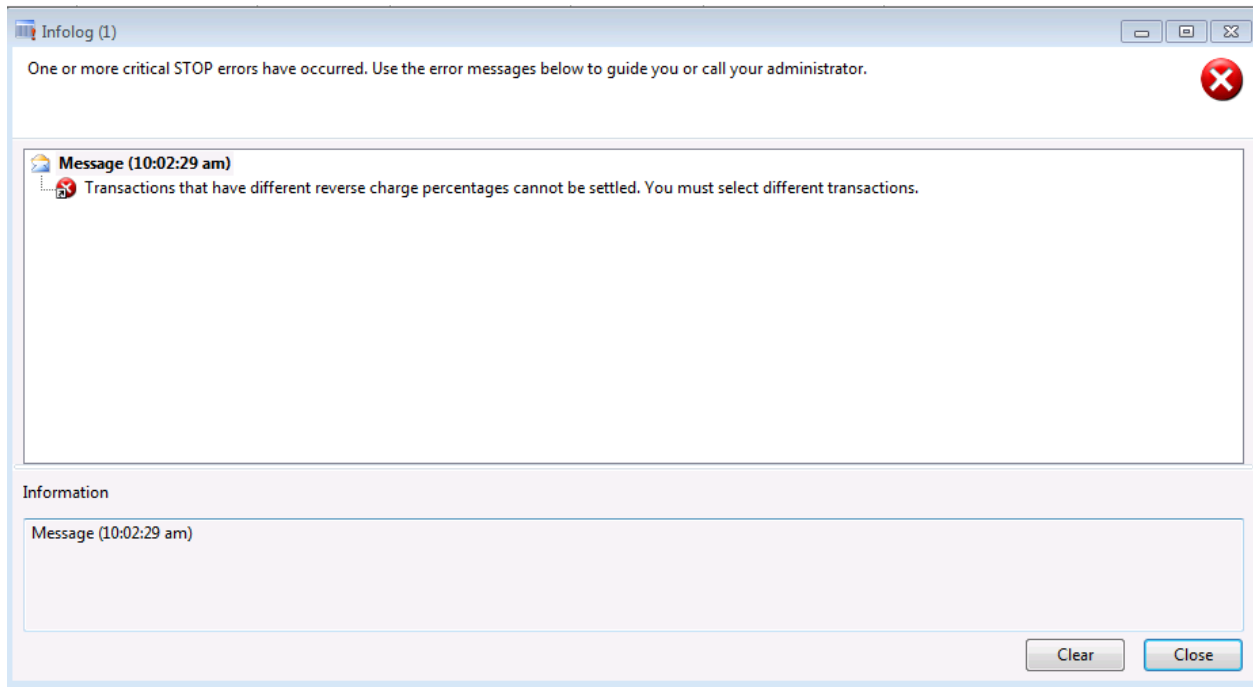 Infolog (1)
One or more critical STOP errors have occurred. Use the error messages below to guide you or call your administrator.
Message (10:02:29 am)
Transactions that have different reverse charge percentages cannot be settled. You must select different transactions.
Information
Message (10:02:29 am)
Clear
Close